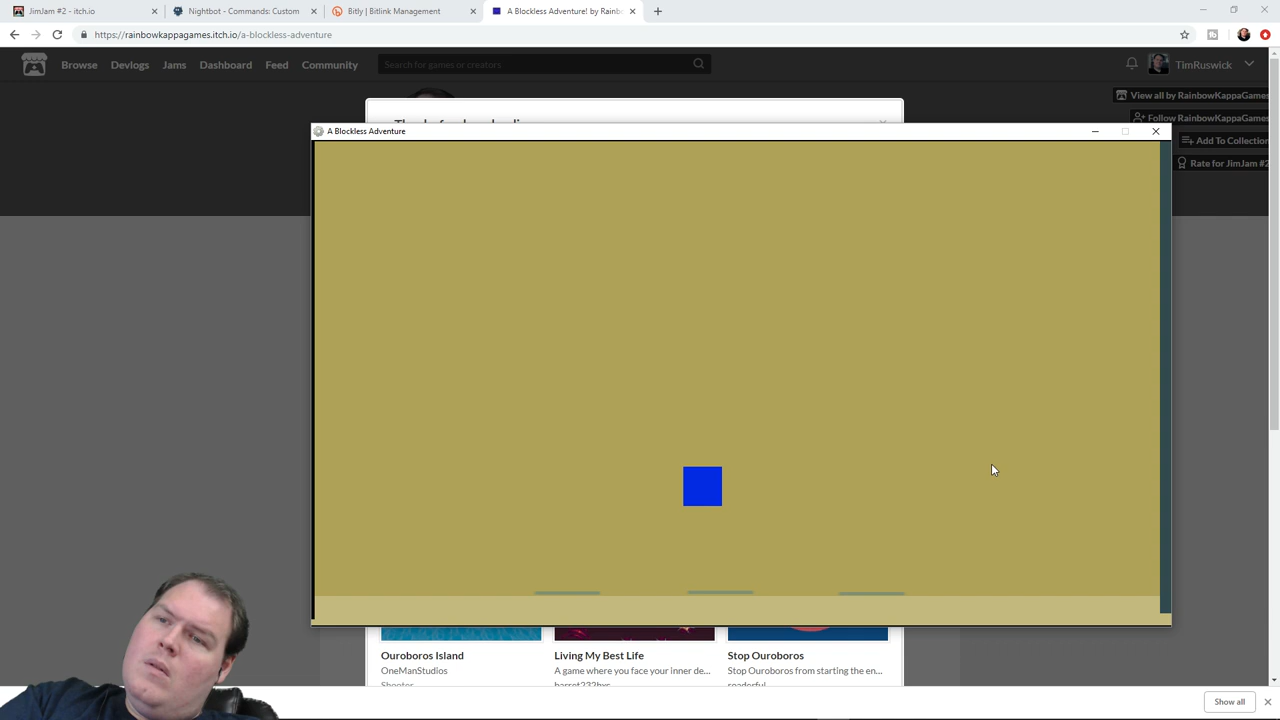 JimJam #2 - itch.io
Nightbot - Commands: Custom
Bitly | Bitlink Management
A Blockless Adventure! by Rainbo
https://rainbowkappagames.itch.io/a-blockless-adventure
Browse Devlogs Jams Dashboard Feed Community
Search for games or creators
TimRuswick
View all by RainbowKappaGames
Follow RainbowKappaGames
Add To Collection
Rate for JimJam #2
A Blockless Adventure
Ouroboros Island
OneManStudios
Living My Best Life
A game where you face your inner de...
Stop Ouroboros
Stop Ouroboros from starting the en...
Show all